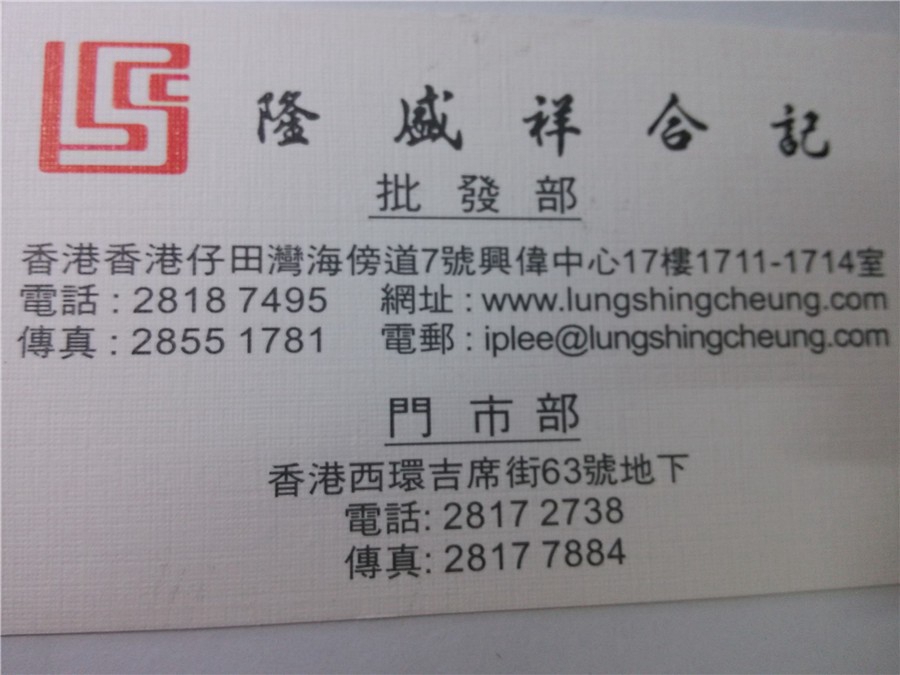 隆盛祥合記
批發部
香港香港仔田灣海傍道7號興偉中心17樓1711-1714室
電話：2818 7495 網址：www.lungshingcheung.com
傳真：2855 1781 電郵：iplee@lungshingcheung.com
門市部
香港西環吉席街63號地下
電話: 2817 2738
傳真: 2817 7884